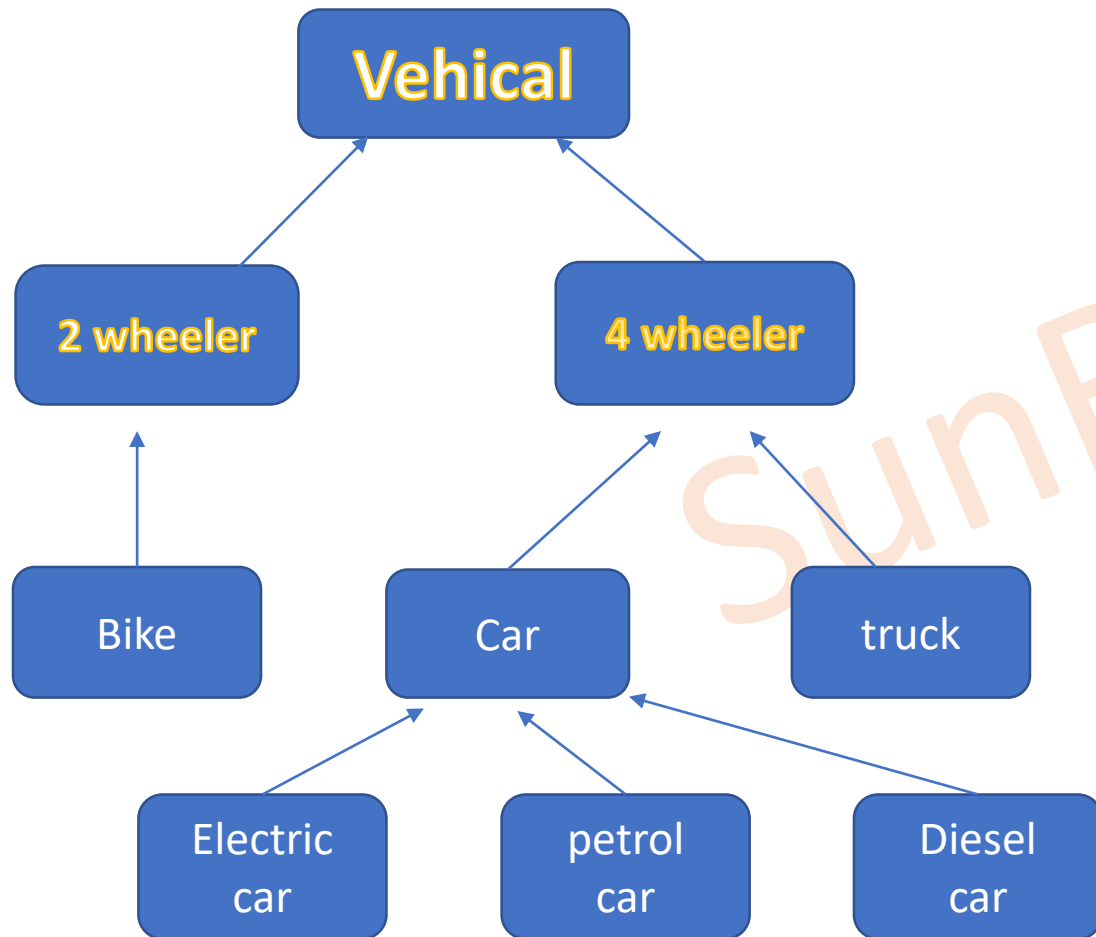 Vehical
2 wheeler
4 wheeler
Bike
Car
truck
Electric
car
petrol
car
Diesel
car